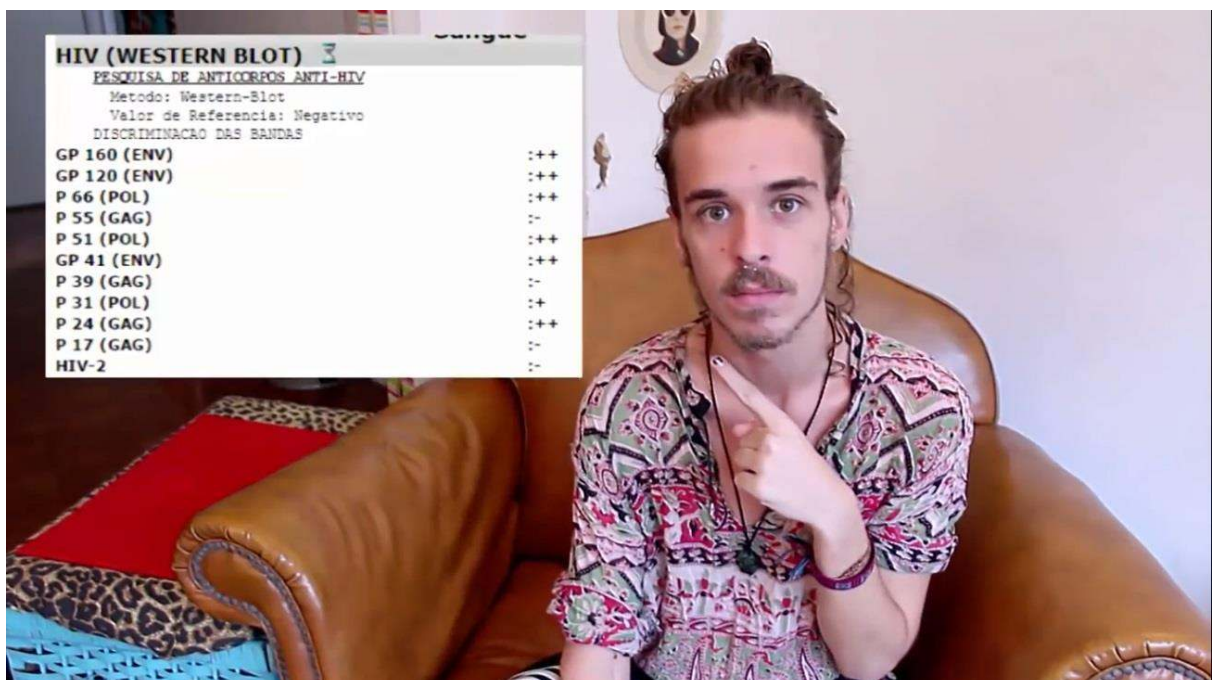 Sangue
HIV (WESTERN BLOT)
PESQUISA DE ANTICORPOS ANTI-HIV
Metodo: Western-Blot
Valor de Referencia: Negativo
DISCRIMINACAO DAS BANDAS
GP 160 (ENV) :++
GP 120 (ENV) :++
P 66 (POL) :++
P 55 (GAG) :-
P 51 (POL) :++
GP 41 (ENV) :++
P 39 (GAG) :-
P 31 (POL) :+
P 24 (GAG) :++
P 17 (GAG) :-
HIV-2 :-